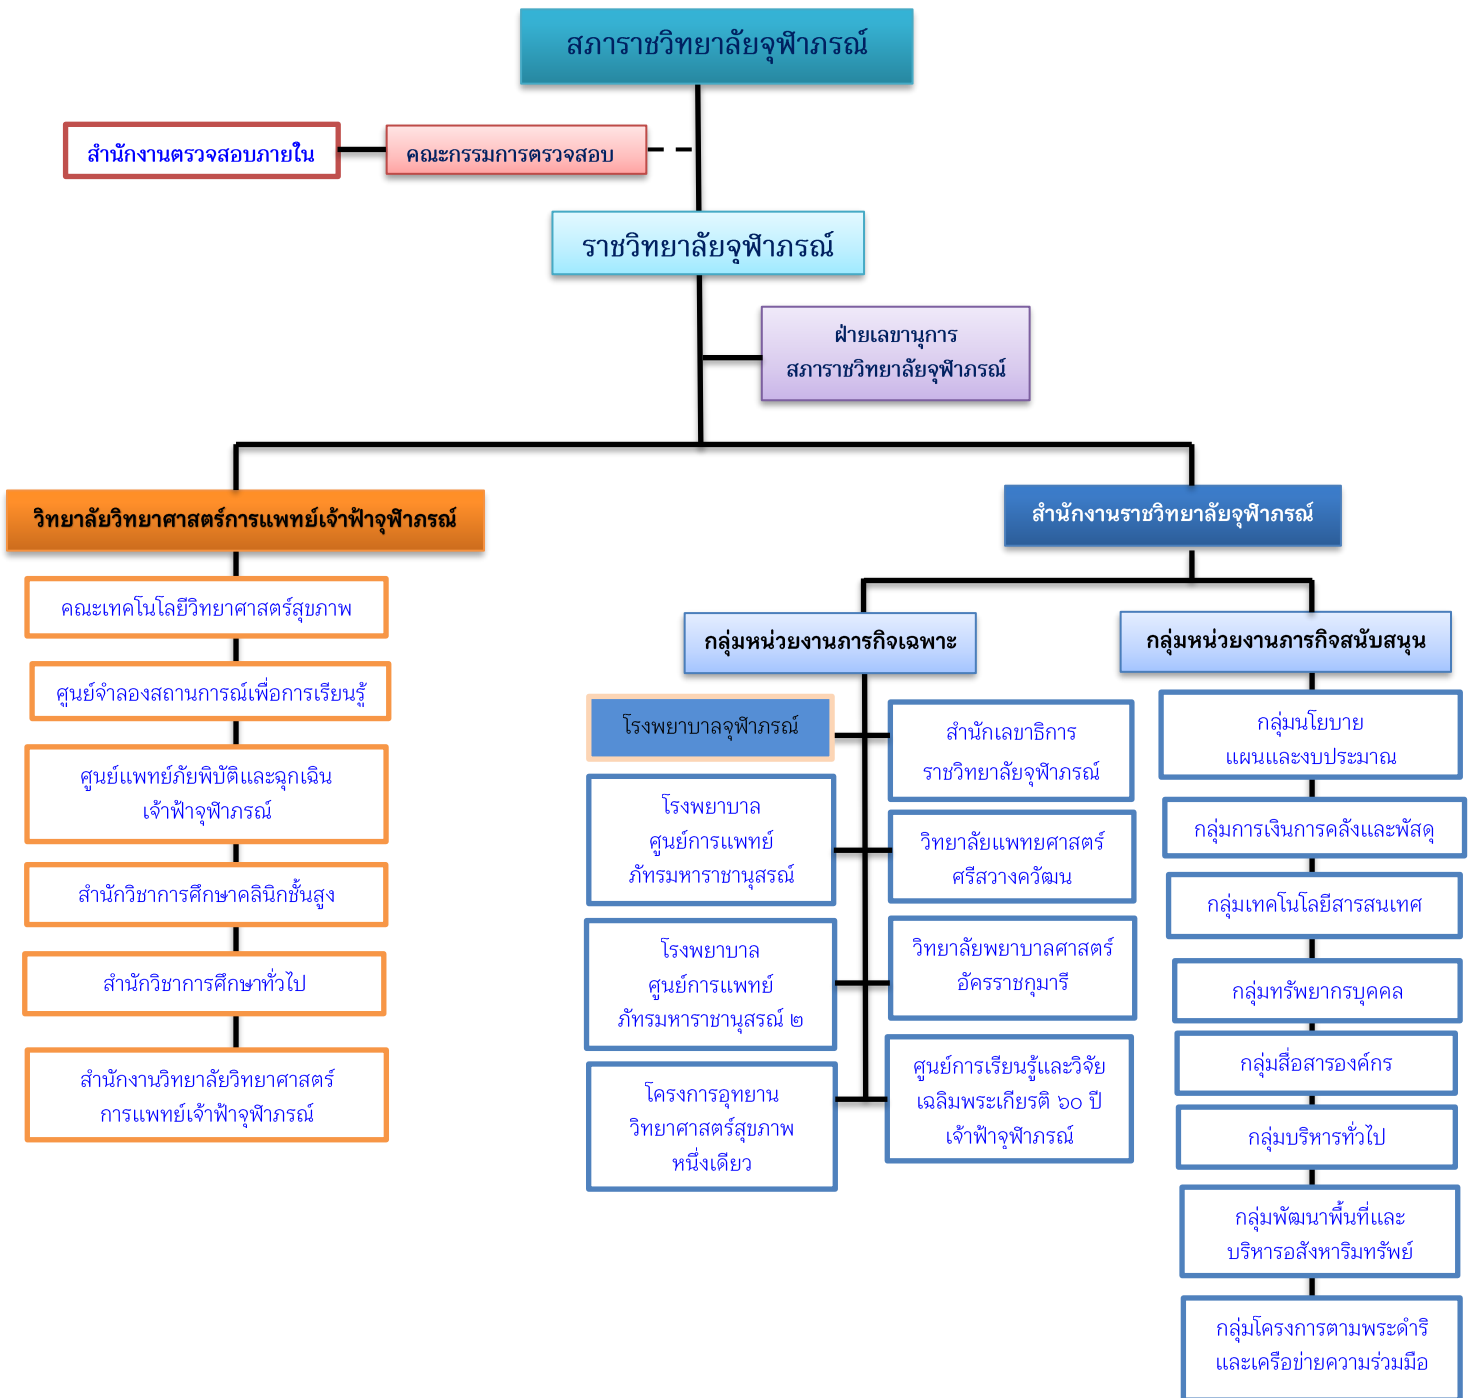 สภาราชวิทยาลัยจุฬาภรณ์
สำนักงานตรวจสอบภายใน
คณะกรรมการตรวจสอบ
ราชวิทยาลัยจุฬาภรณ์
ฝ่ายเลขานุการ
สภาราชวิทยาลัยจุฬาภรณ์
วิทยาลัยวิทยาศาสตร์การแพทย์เจ้าฟ้าจุฬาภรณ์
คณะเทคโนโลยีวิทยาศาสตร์สุขภาพ
ศูนย์จำลองสถานการณ์เพื่อการเรียนรู้
ศูนย์แพทย์ภัยพิบัติและฉุกเฉิน
เจ้าฟ้าจุฬาภรณ์
สำนักวิชาการศึกษาคลินิกชั้นสูง
สำนักวิชาการศึกษาทั่วไป
สำนักงานวิทยาลัยวิทยาศาสตร์
การแพทย์เจ้าฟ้าจุฬาภรณ์
สำนักงานราชวิทยาลัยจุฬาภรณ์
กลุ่มหน่วยงานภารกิจเฉพาะ
โรงพยาบาลจุฬาภรณ์
โรงพยาบาล
ศูนย์การแพทย์
ภัทรมหาราชานุสรณ์
โรงพยาบาล
ศูนย์การแพทย์
ภัทรมหาราชานุสรณ์ ๒
โครงการอุทยาน
วิทยาศาสตร์สุขภาพ
หนึ่งเดียว
สำนักเลขาธิการ
ราชวิทยาลัยจุฬาภรณ์
วิทยาลัยแพทยศาสตร์
ศรีสวางควัฒน
วิทยาลัยพยาบาลศาสตร์
อัครราชกุมารี
ศูนย์การเรียนรู้และวิจัย
เฉลิมพระเกียรติ ๖๐ ปี
เจ้าฟ้าจุฬาภรณ์
กลุ่มหน่วยงานภารกิจสนับสนุน
กลุ่มนโยบาย
แผนและงบประมาณ
กลุ่มการเงินการคลังและพัสดุ
กลุ่มเทคโนโลยีสารสนเทศ
กลุ่มทรัพยากรบุคคล
กลุ่มสื่อสารองค์กร
กลุ่มบริหารทั่วไป
กลุ่มพัฒนาพื้นที่และ
บริหารอสังหาริมทรัพย์
กลุ่มโครงการตามพระดำริ
และเครือข่ายความร่วมมือ